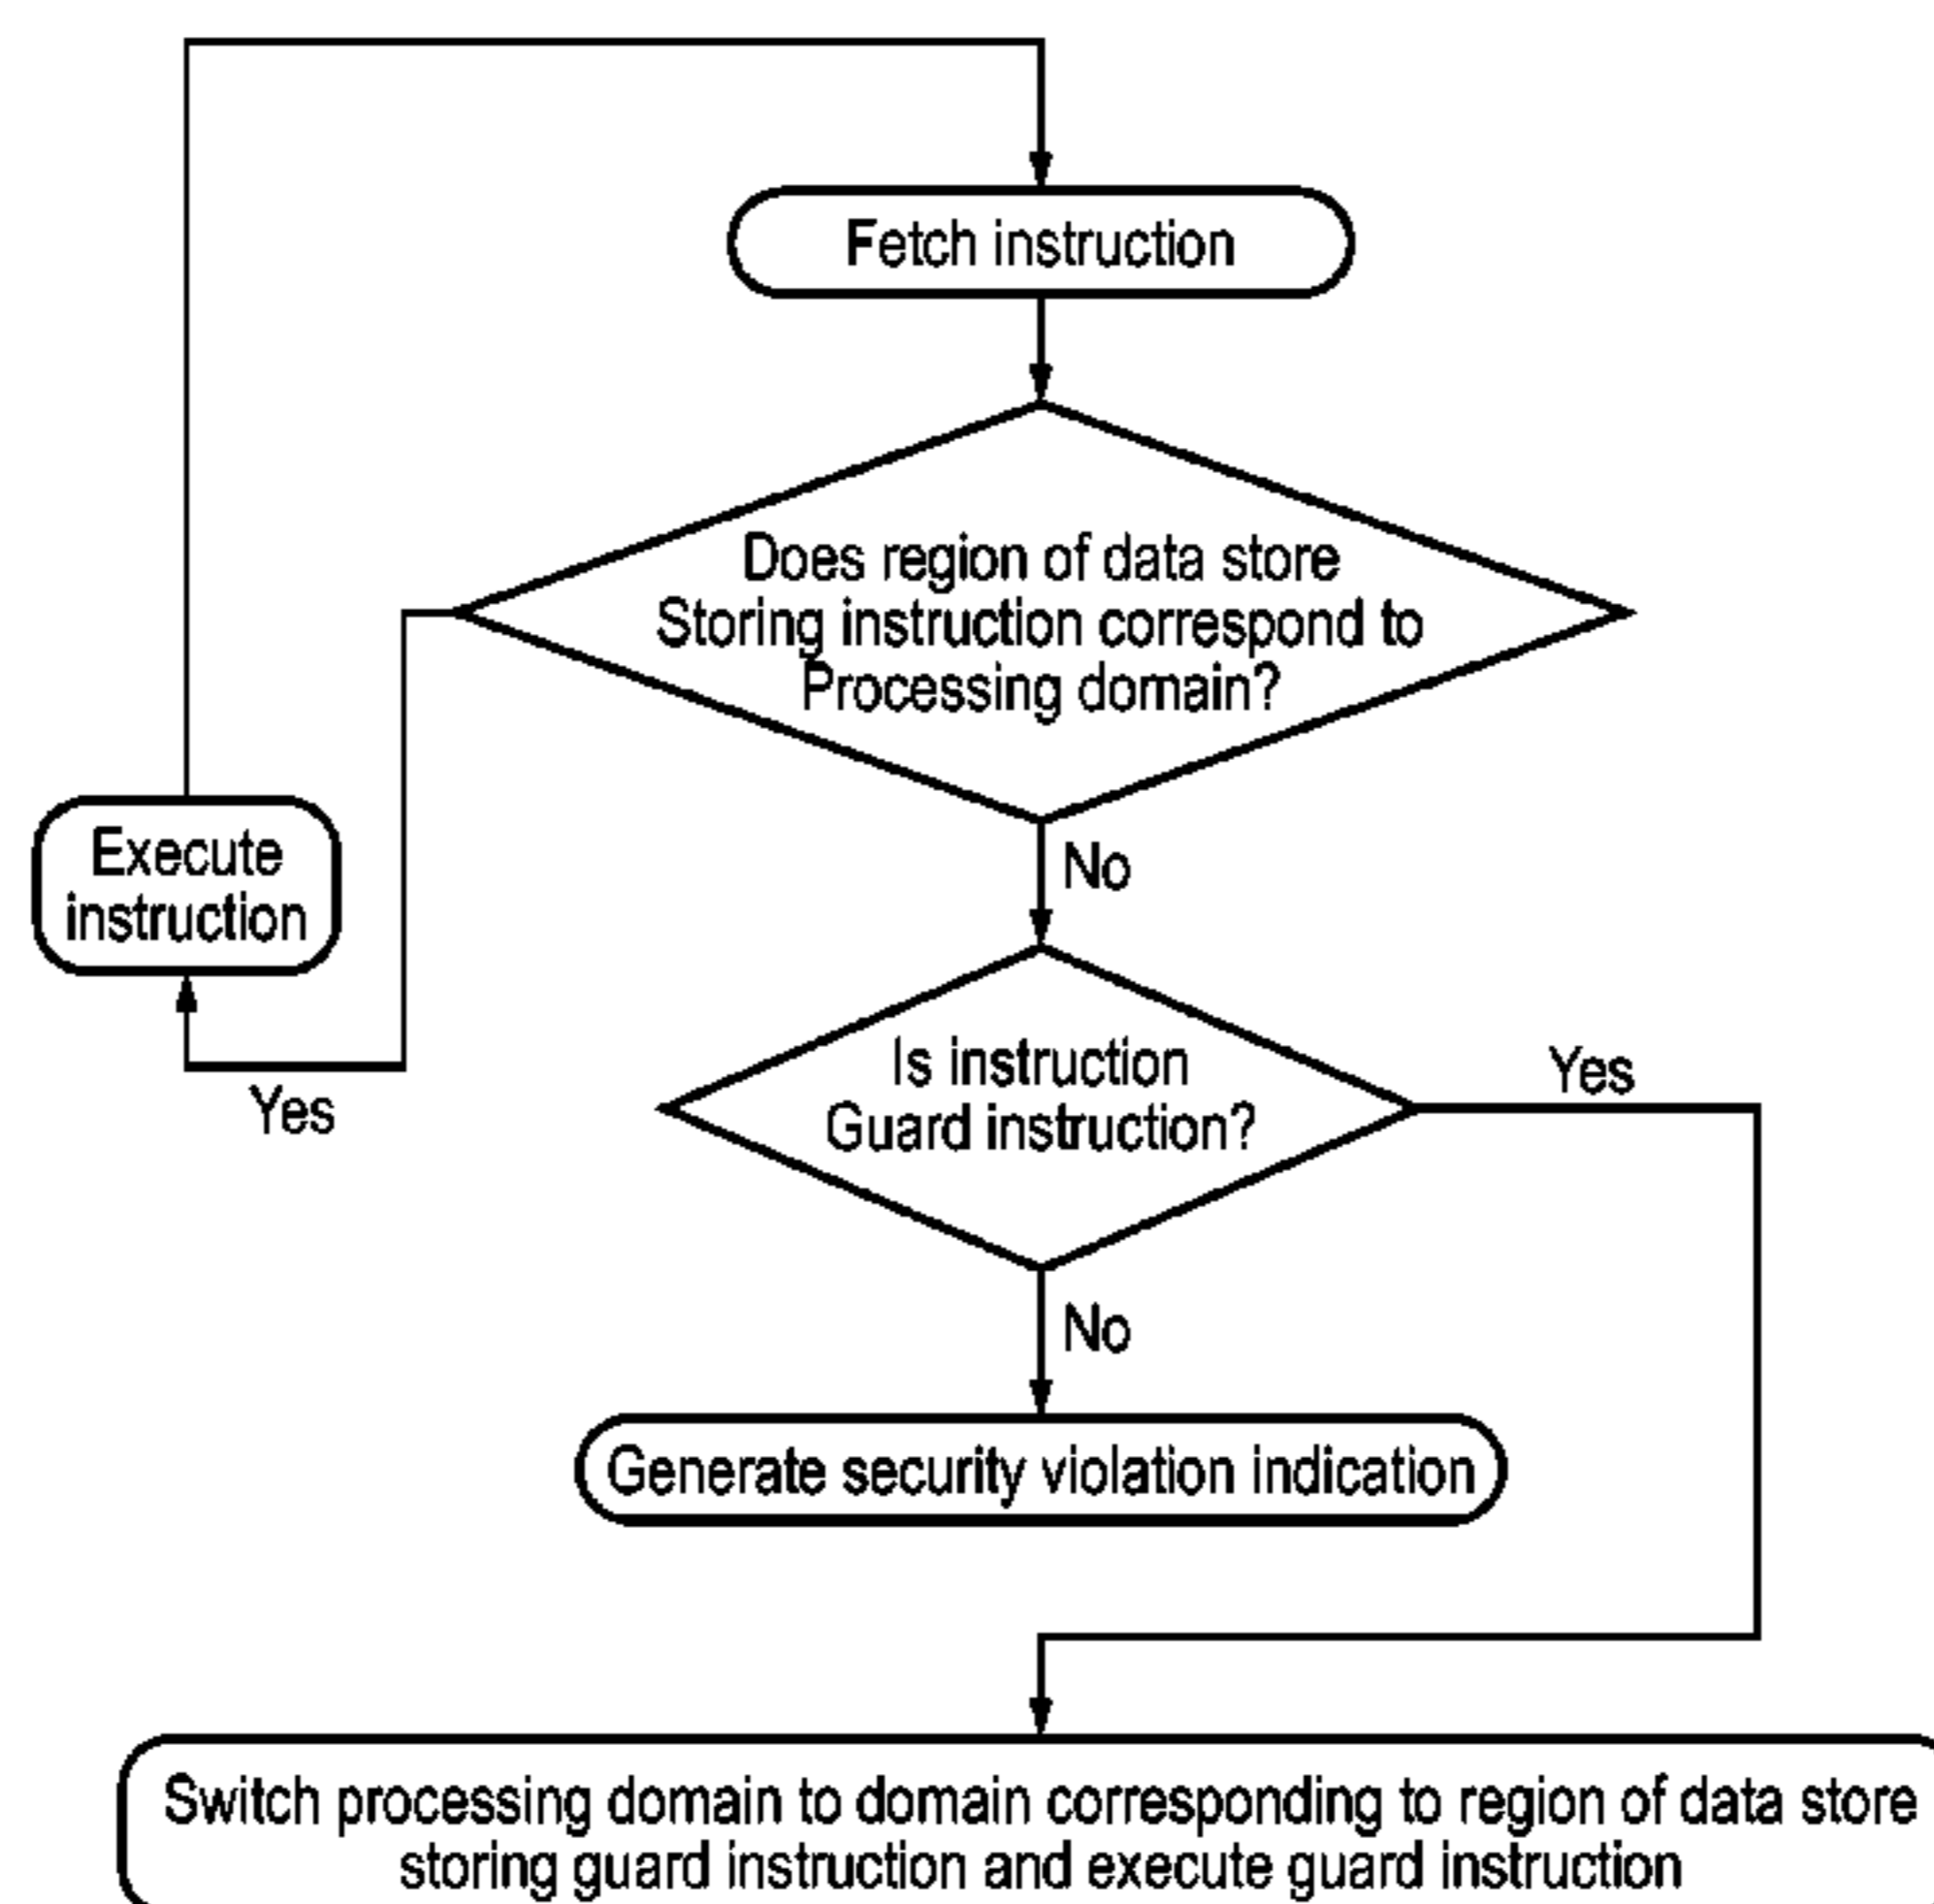 Fetch instruction
Does region of data store
Storing instruction correspond to
Processing domain?
Execute
instruction
No
Yes
Is instruction
Guard instruction?
Yes
No
Generate security violation indication
Switch processing domain to domain corresponding to region of data store
storing guard instruction and execute guard instruction